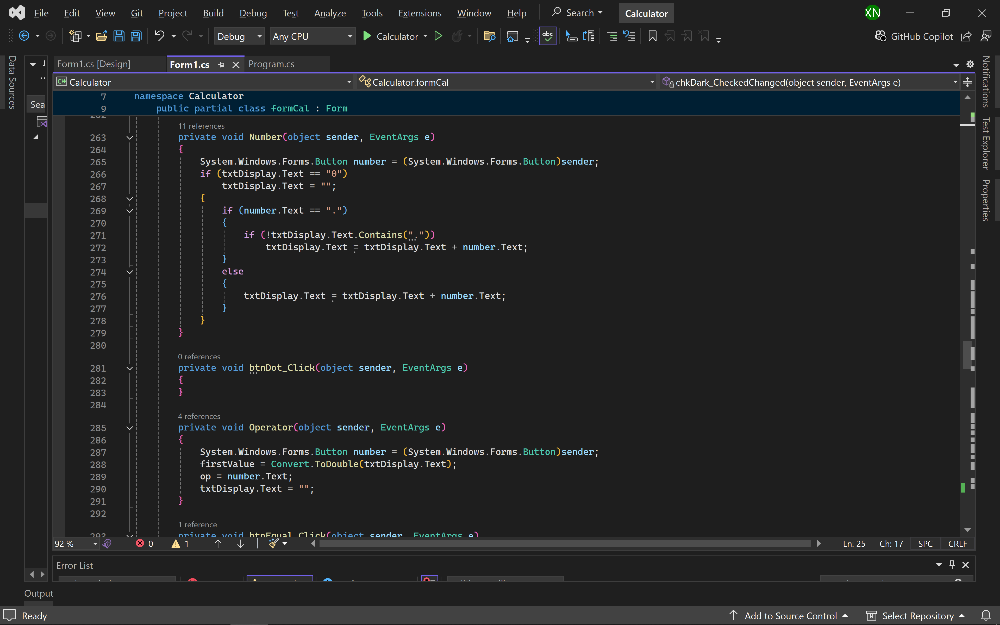 File Edit View Git Project Build Debug Test Analyze Tools Extensions Window Help Search Calculator XN
Debug Any CPU Calculator abc GitHub Copilot
Form1.cs [Design] Form1.cs Program.cs
C# Calculator Calculator.formCal chkDark_CheckedChanged(object sender, EventArgs e)
Data Sources
Sea
Notifications
Test Explorer
Properties
7 namespace Calculator
9 public partial class formCal : Form
11 references
263 private void Number(object sender, EventArgs e)
264 {
265 System.Windows.Forms.Button number = (System.Windows.Forms.Button)sender;
266 if (txtDisplay.Text == "0")
267 txtDisplay.Text = "";
268 {
269 if (number.Text == ".")
270 {
271 if (!txtDisplay.Text.Contains("."))
272 txtDisplay.Text = txtDisplay.Text + number.Text;
273 }
274 else
275 {
276 txtDisplay.Text = txtDisplay.Text + number.Text;
277 }
278 }
279 }
280
0 references
281 private void btnDot_Click(object sender, EventArgs e)
282 {
283 }
284
4 references
285 private void Operator(object sender, EventArgs e)
286 {
287 System.Windows.Forms.Button number = (System.Windows.Forms.Button)sender;
288 firstValue = Convert.ToDouble(txtDisplay.Text);
289 op = number.Text;
290 txtDisplay.Text = "";
291 }
292
1 reference
293 private void btnEqual_Click(object sender, EventArgs e)
92 % 0 1 Ln: 25 Ch: 17 SPC CRLF
Error List
Output
Ready Add to Source Control Select Repository